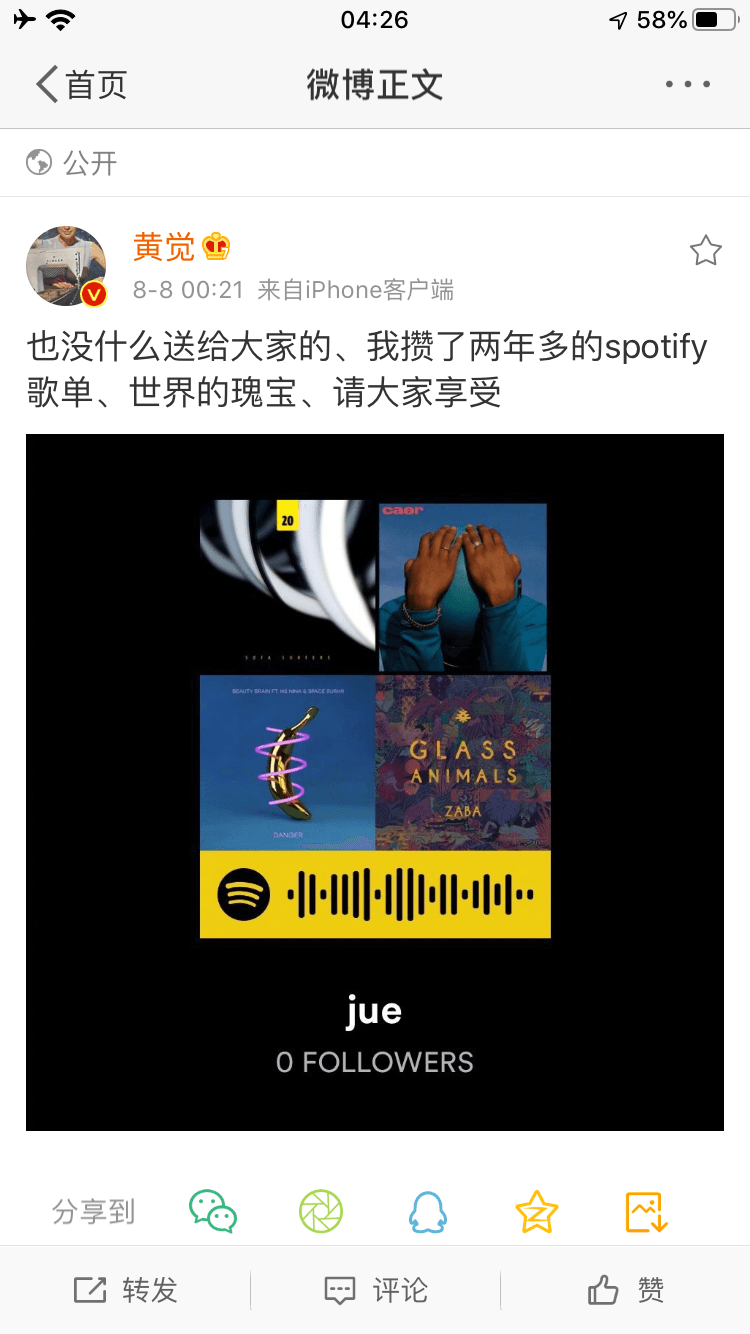 04:26
58%
首页
微博正文
公开
黄觉
8-8 00:21 来自iPhone客户端
也没什么送给大家的、我攒了两年多的spotify
歌单、世界的瑰宝、请大家享受
20
SOFA SURFERS
caer
BEAUTY BRAIN FT. MS NINA & SPACE SURIMI
DANGER
GLASS
ANIMALS
ZABA
jue
0 FOLLOWERS
分享到
转发
评论
赞